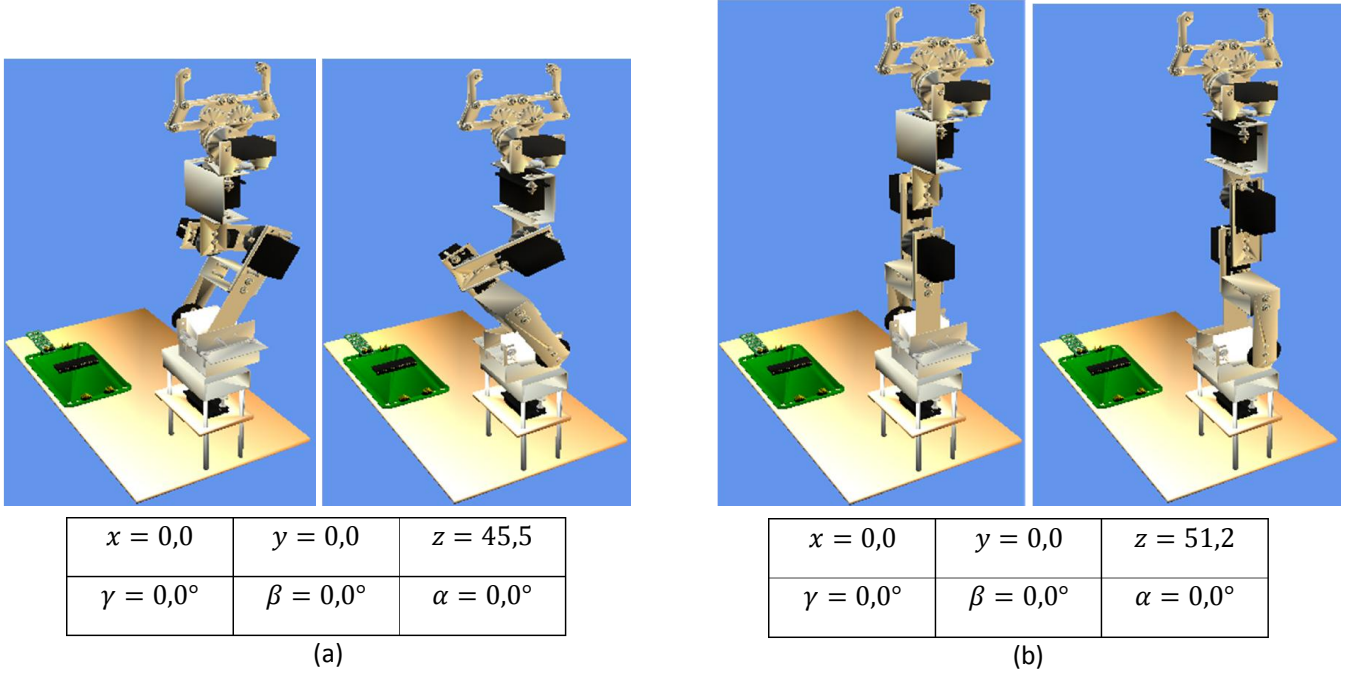 x = 0,0 y = 0,0 z = 45,5
γ = 0,0° β = 0,0° α = 0,0°
(a)
x = 0,0 y = 0,0 z = 51,2
γ = 0,0° β = 0,0° α = 0,0°
(b)